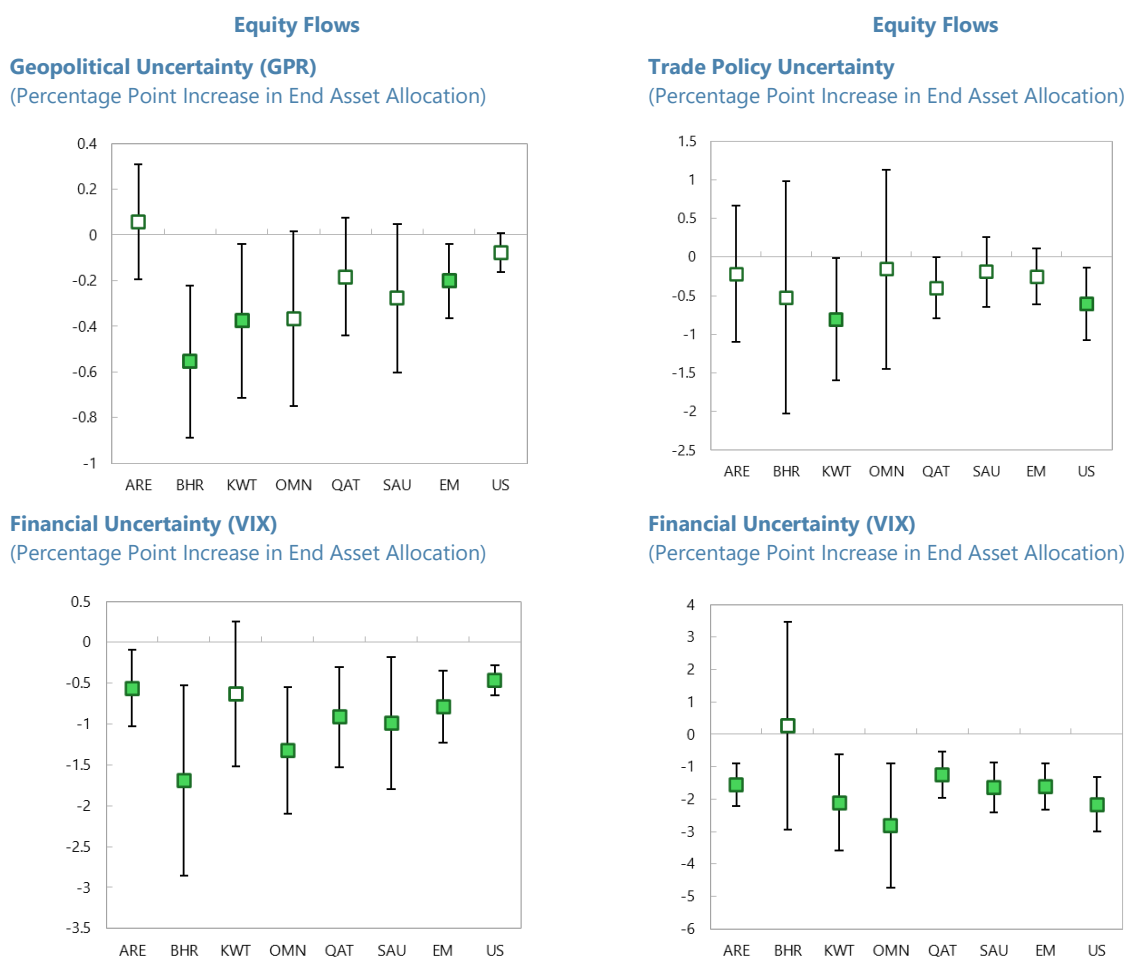 Equity Flows
Geopolitical Uncertainty (GPR)
(Percentage Point Increase in End Asset Allocation)
0.4
0.2
0
-0.2
-0.4
-0.6
-0.8
-1
ARE BHR KWT OMN QAT SAU EM US
Equity Flows
Trade Policy Uncertainty
(Percentage Point Increase in End Asset Allocation)
1.5
1
0.5
0
-0.5
-1
-1.5
-2
-2.5
ARE BHR KWT OMN QAT SAU EM US
Financial Uncertainty (VIX)
(Percentage Point Increase in End Asset Allocation)
0.5
0
-0.5
-1
-1.5
-2
-2.5
-3
-3.5
ARE BHR KWT OMN QAT SAU EM US
Financial Uncertainty (VIX)
(Percentage Point Increase in End Asset Allocation)
4
3
2
1
0
-1
-2
-3
-4
-5
-6
ARE BHR KWT OMN QAT SAU EM US